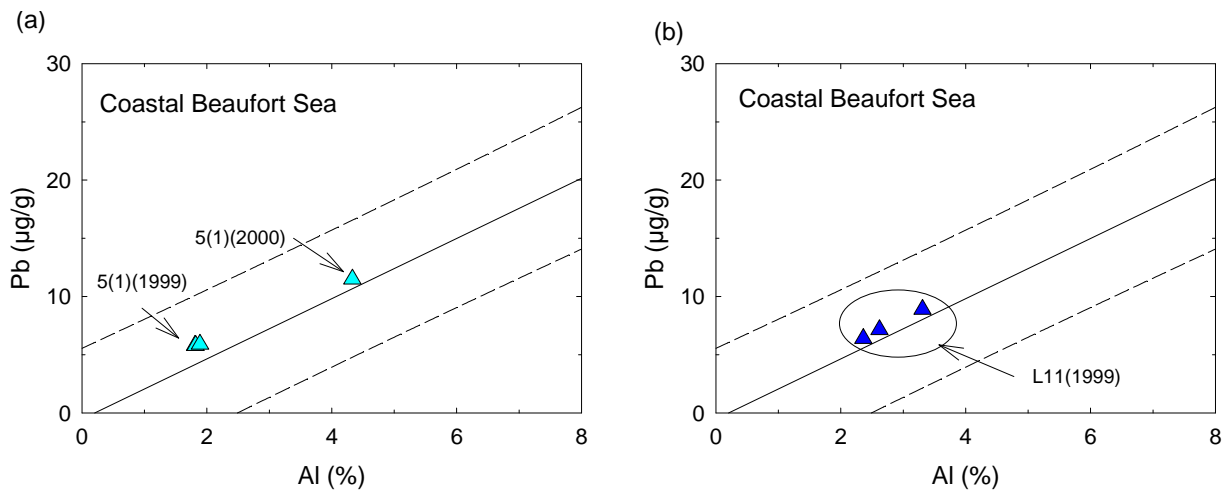 (a)
30
Coastal Beaufort Sea
20
Pb (µg/g)
5(1)(2000)
5(1)(1999)
10
0
0 2 4 6 8
Al (%)
(b)
30
Coastal Beaufort Sea
20
Pb (µg/g)
10
L11(1999)
0
0 2 4 6 8
Al (%)